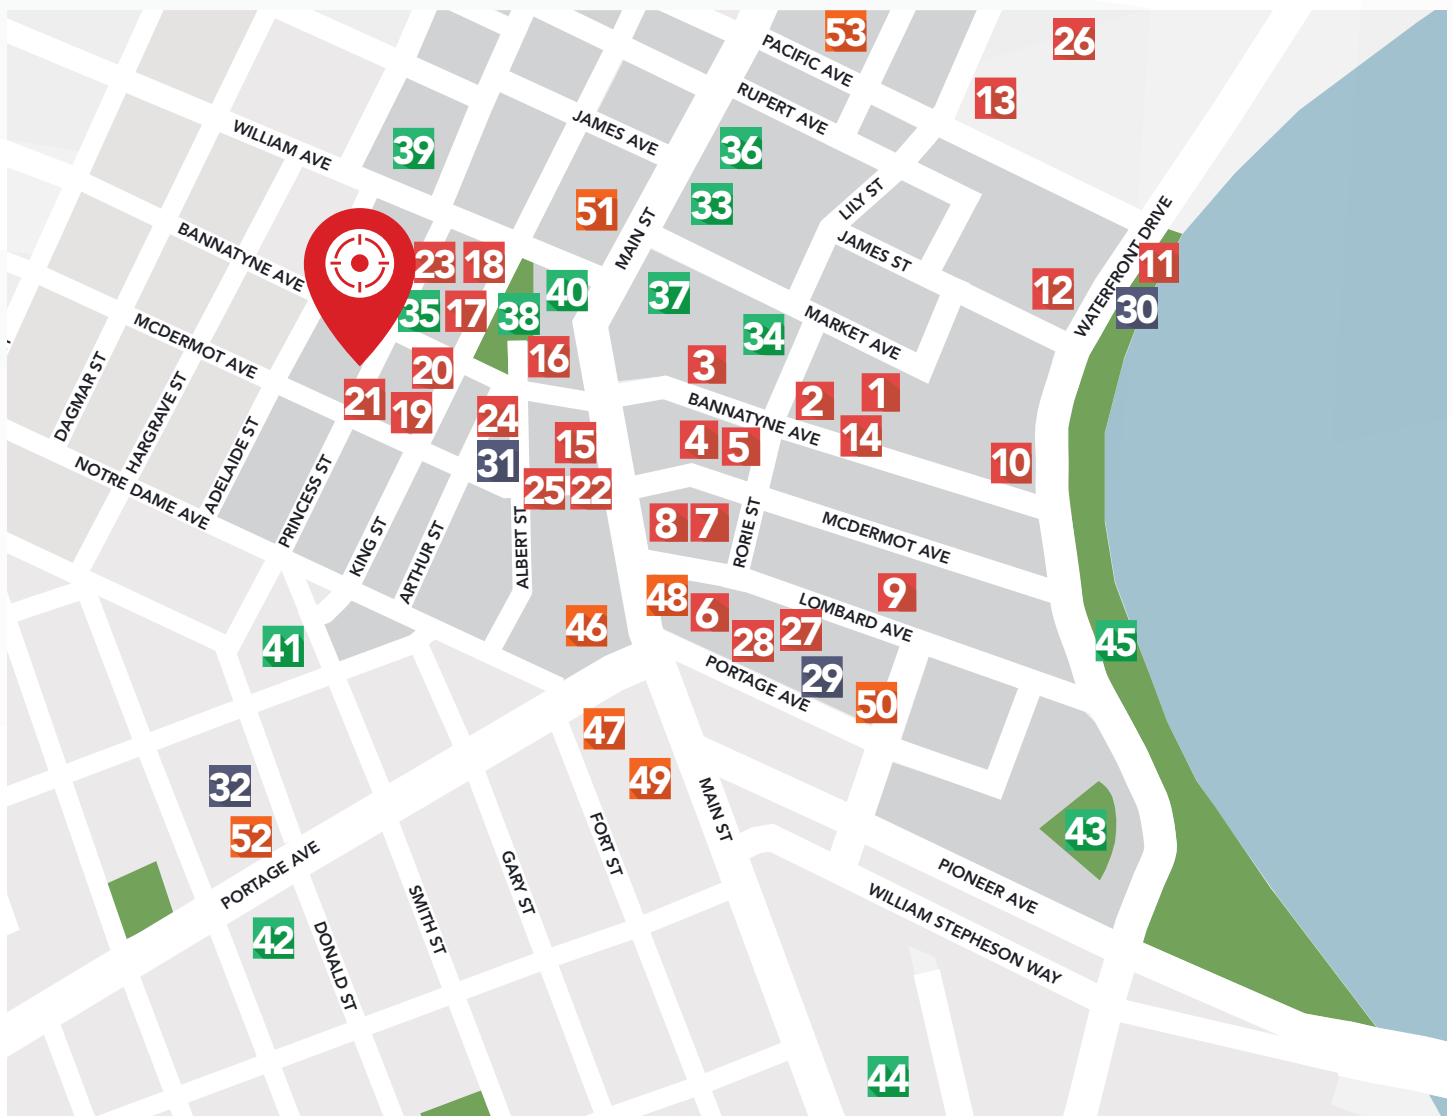 53
26
PACIFIC AVE
13
RUPERT AVE
JAMES AVE
WILLIAM AVE
39
36
LILY ST
33
51
MAIN ST
WATERFRONT DRIVE
BANNATYNE AVE
JAMES ST
23
18
11
40
37
12
30
35
17
38
MCDERMOT AVE
34
MARKET AVE
16
3
20
DAGMAR ST
HARGRAVE ST
21
19
2
1
24
BANNATYNE AVE
14
15
4
5
ADELAIDE ST
31
10
NOTRE DAME AVE
25
22
PRINCESS ST
8
7
RORIE ST
MCDERMOT AVE
KING ST
ARTHUR ST
ALBERT ST
48
6
9
LOMBARD AVE
46
28
27
41
45
29
PORTAGE AVE
50
47
32
49
52
MAIN ST
FORT ST
43
PORTAGE AVE
GARY ST
PIONEER AVE
SMITH ST
42
DONALD ST
WILLIAM STEPHESON WAY
44